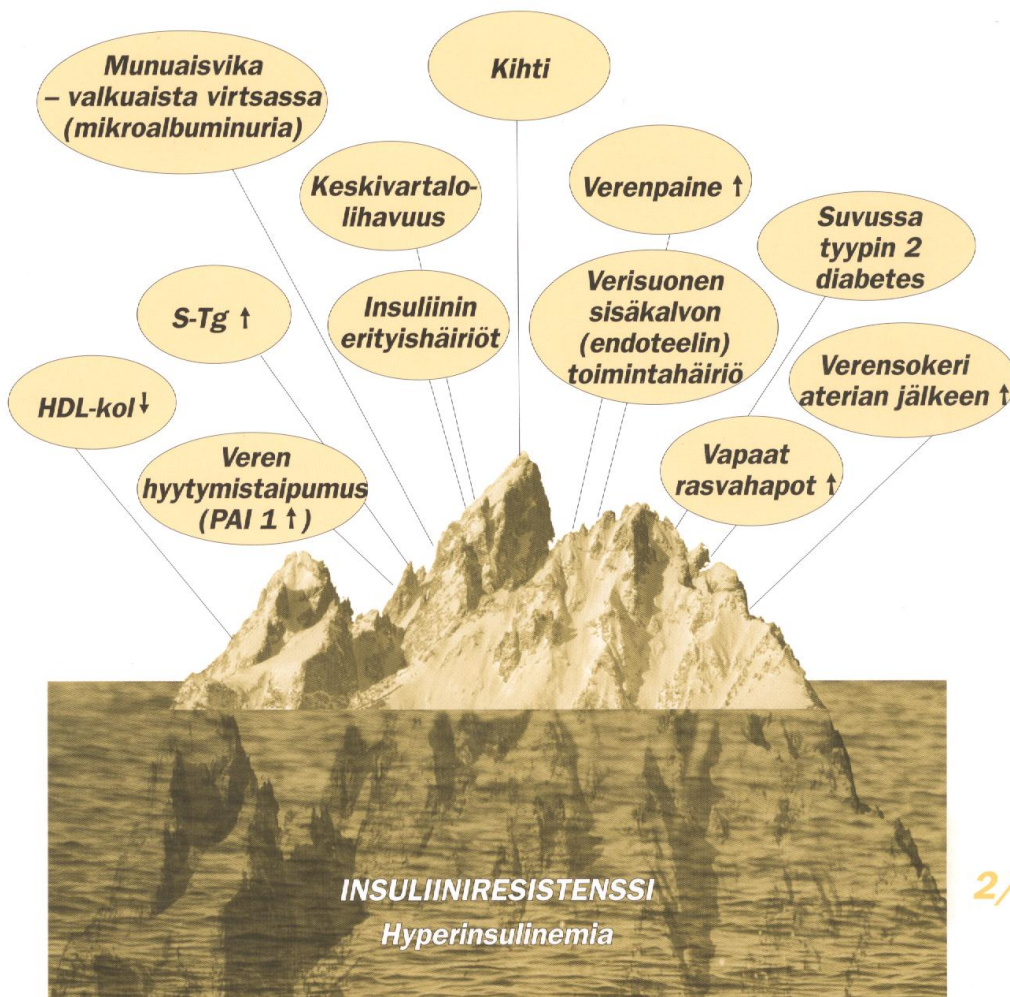 Munuaisvika
– valkuaista virtsassa
(mikroalbuminuria)
Kihti
Keskivartalo-
lihavuus
Verenpaine ↑
Suvussa
tyypin 2
diabetes
S-Tg ↑
Insuliinin
erityishäiriöt
Verisuonen
sisäkalvon
(endoteelin)
toimintahäiriö
Verensokeri
aterian jälkeen ↑
HDL-kol ↓
Veren
hyytymistaipumus
(PAI 1 ↑)
Vapaat
rasvahapot ↑
INSULIINIRESISTENSSI
Hyperinsulinemia
2/